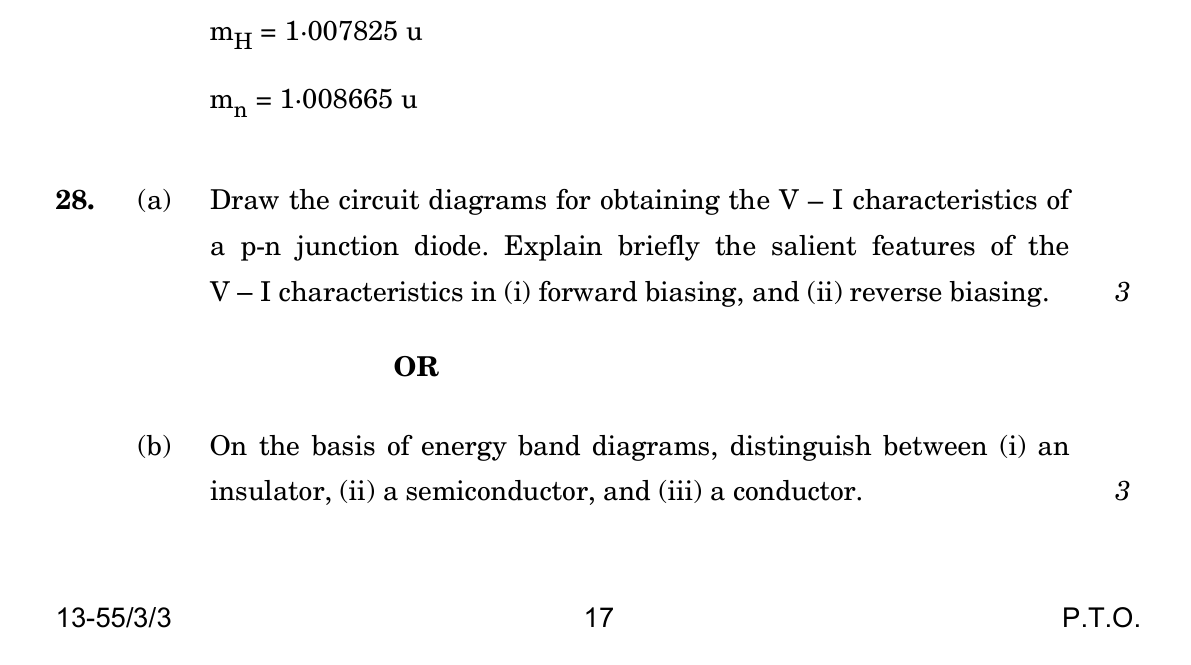 m_H = 1·007825 u
m_n = 1·008665 u
28. (a) Draw the circuit diagrams for obtaining the V – I characteristics of
a p-n junction diode. Explain briefly the salient features of the
V – I characteristics in (i) forward biasing, and (ii) reverse biasing. 3
OR
(b) On the basis of energy band diagrams, distinguish between (i) an
insulator, (ii) a semiconductor, and (iii) a conductor. 3
13-55/3/3 17 P.T.O.